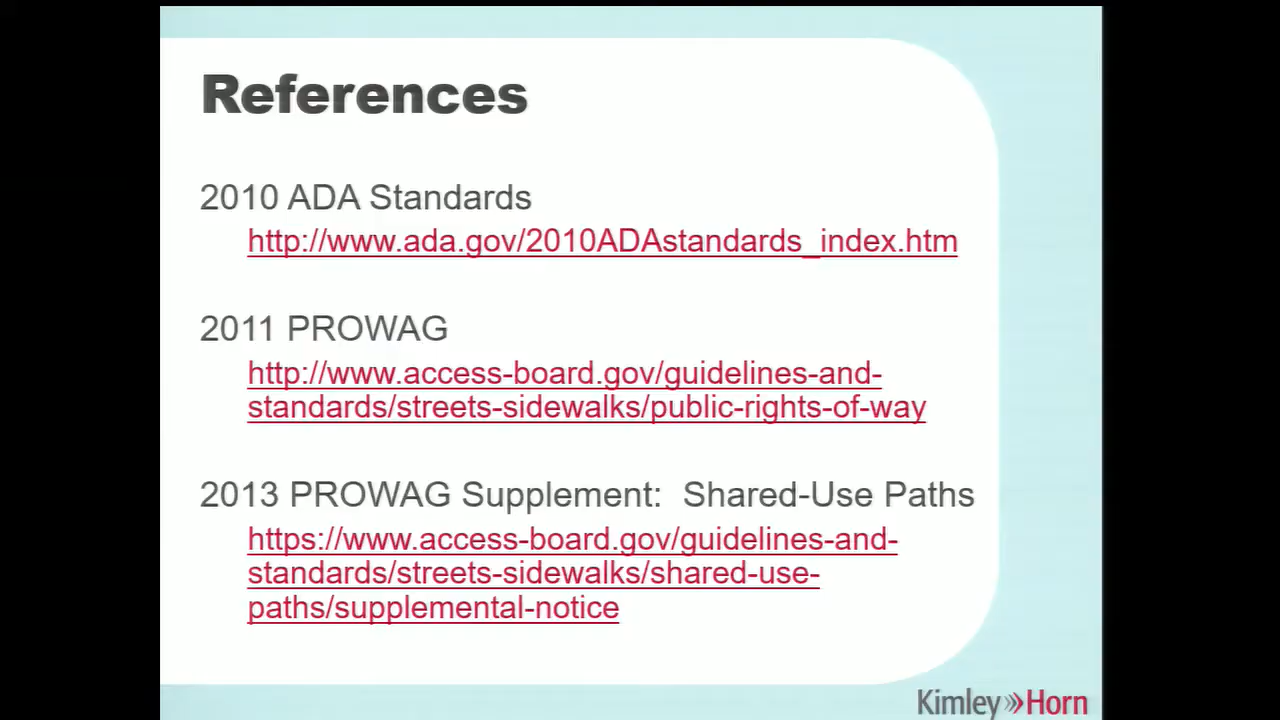 References
2010 ADA Standards
http://www.ada.gov/2010ADAstandards_index.htm
2011 PROWAG
http://www.access-board.gov/guidelines-and-
standards/streets-sidewalks/public-rights-of-way
2013 PROWAG Supplement:  Shared-Use Paths
https://www.access-board.gov/guidelines-and-
standards/streets-sidewalks/shared-use-
paths/supplemental-notice
Kimley»Horn